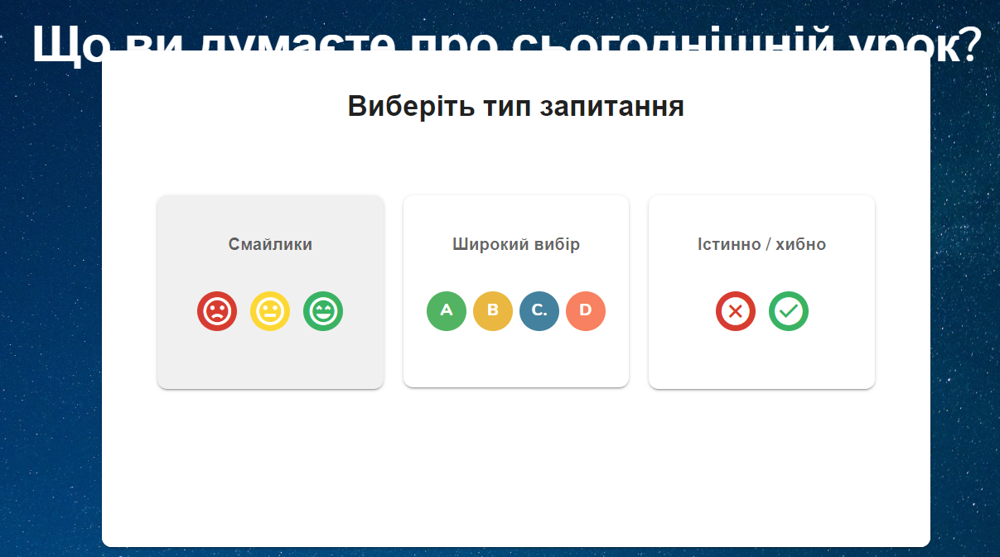 Що ви думаєте про сьогоднішній урок?
Виберіть тип запитання
Смайлики
Широкий вибір
Істинно / хибно
A B C. D